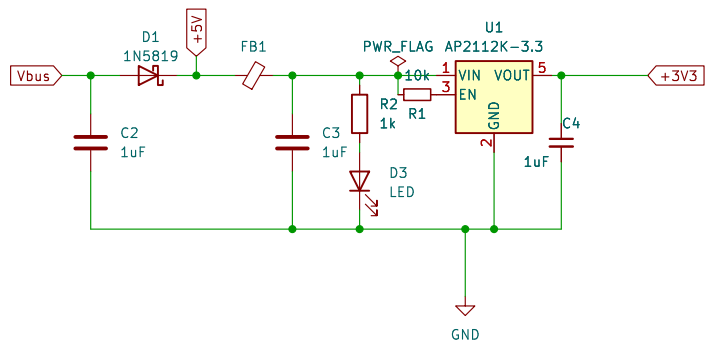 Vbus
D1
1N5819
+5V
FB1
PWR_FLAG
U1
AP2112K-3.3
10k
R1
1
VIN
3
EN
VOUT
5
GND
2
+3V3
C2
1uF
C3
1uF
R2
1k
D3
LED
C4
1uF
GND